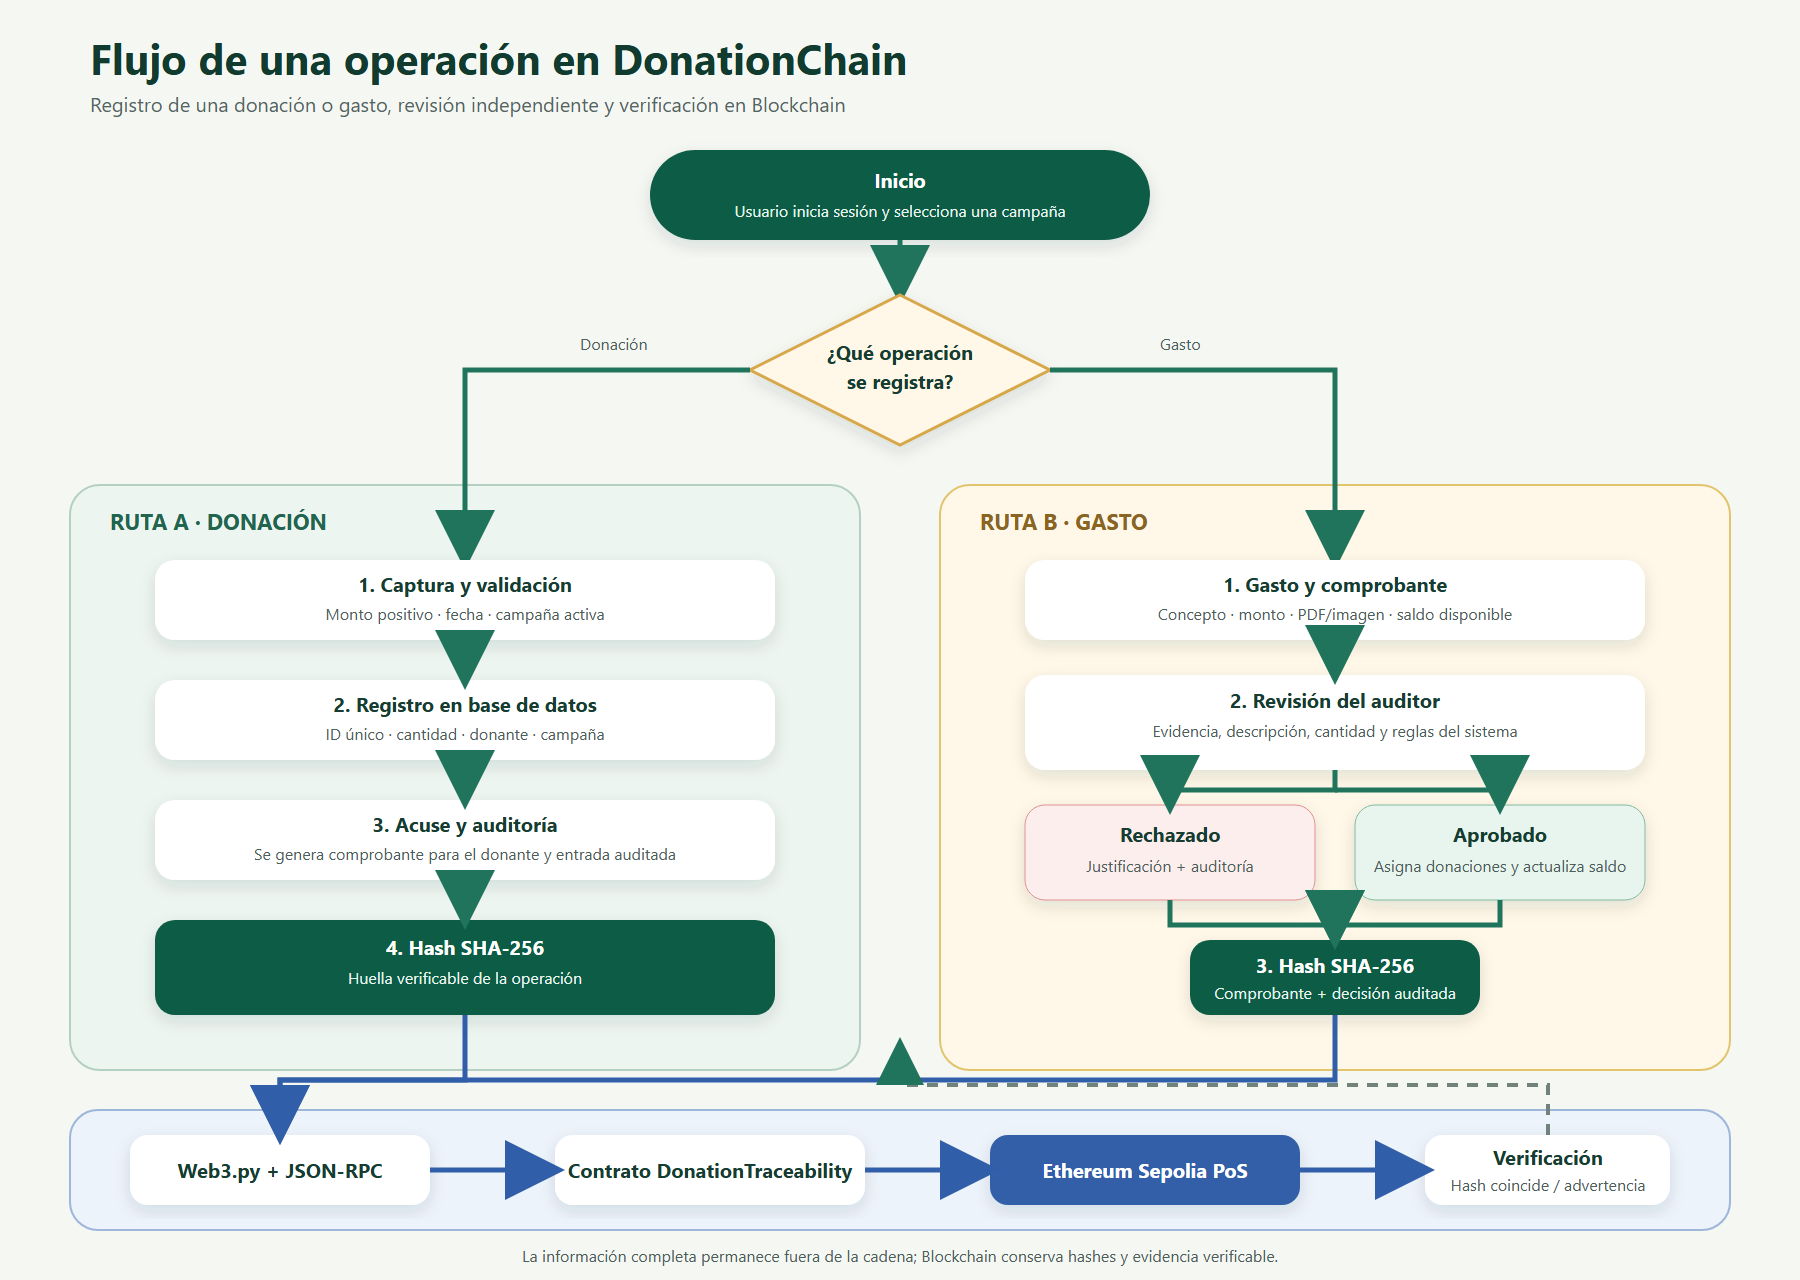 Flujo de una operación en DonationChain
Registro de una donación o gasto, revisión independiente y verificación en Blockchain
Inicio
Usuario inicia sesión y selecciona una campaña
¿Qué operación
se registra?
Donación
Gasto
RUTA A · DONACIÓN
1. Captura y validación
Monto positivo · fecha · campaña activa
2. Registro en base de datos
ID único · cantidad · donante · campaña
3. Acuse y auditoría
Se genera comprobante para el donante y entrada auditada
4. Hash SHA-256
Huella verificable de la operación
RUTA B · GASTO
1. Gasto y comprobante
Concepto · monto · PDF/imagen · saldo disponible
2. Revisión del auditor
Evidencia, descripción, cantidad y reglas del sistema
Rechazado
Justificación + auditoría
Aprobado
Asigna donaciones y actualiza saldo
3. Hash SHA-256
Comprobante + decisión auditada
Web3.py + JSON-RPC
Contrato DonationTraceability
Ethereum Sepolia PoS
Verificación
Hash coincide / advertencia
La información completa permanece fuera de la cadena; Blockchain conserva hashes y evidencia verificable.